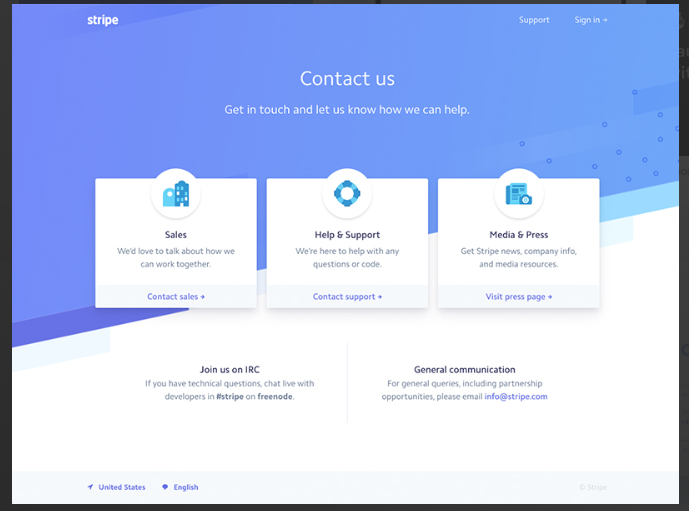 stripe
Support
Sign in →
Contact us
Get in touch and let us know how we can help.
Sales
We'd love to talk about how we
can work together.
Contact sales →
Help & Support
We're here to help with any
questions or code.
Contact support →
Media & Press
Get Stripe news, company info,
and media resources.
Visit press page →
Join us on IRC
If you have technical questions, chat live with
developers in #stripe on freenode.
General communication
For general queries, including partnership
opportunities, please email info@stripe.com
United States
English
© Stripe